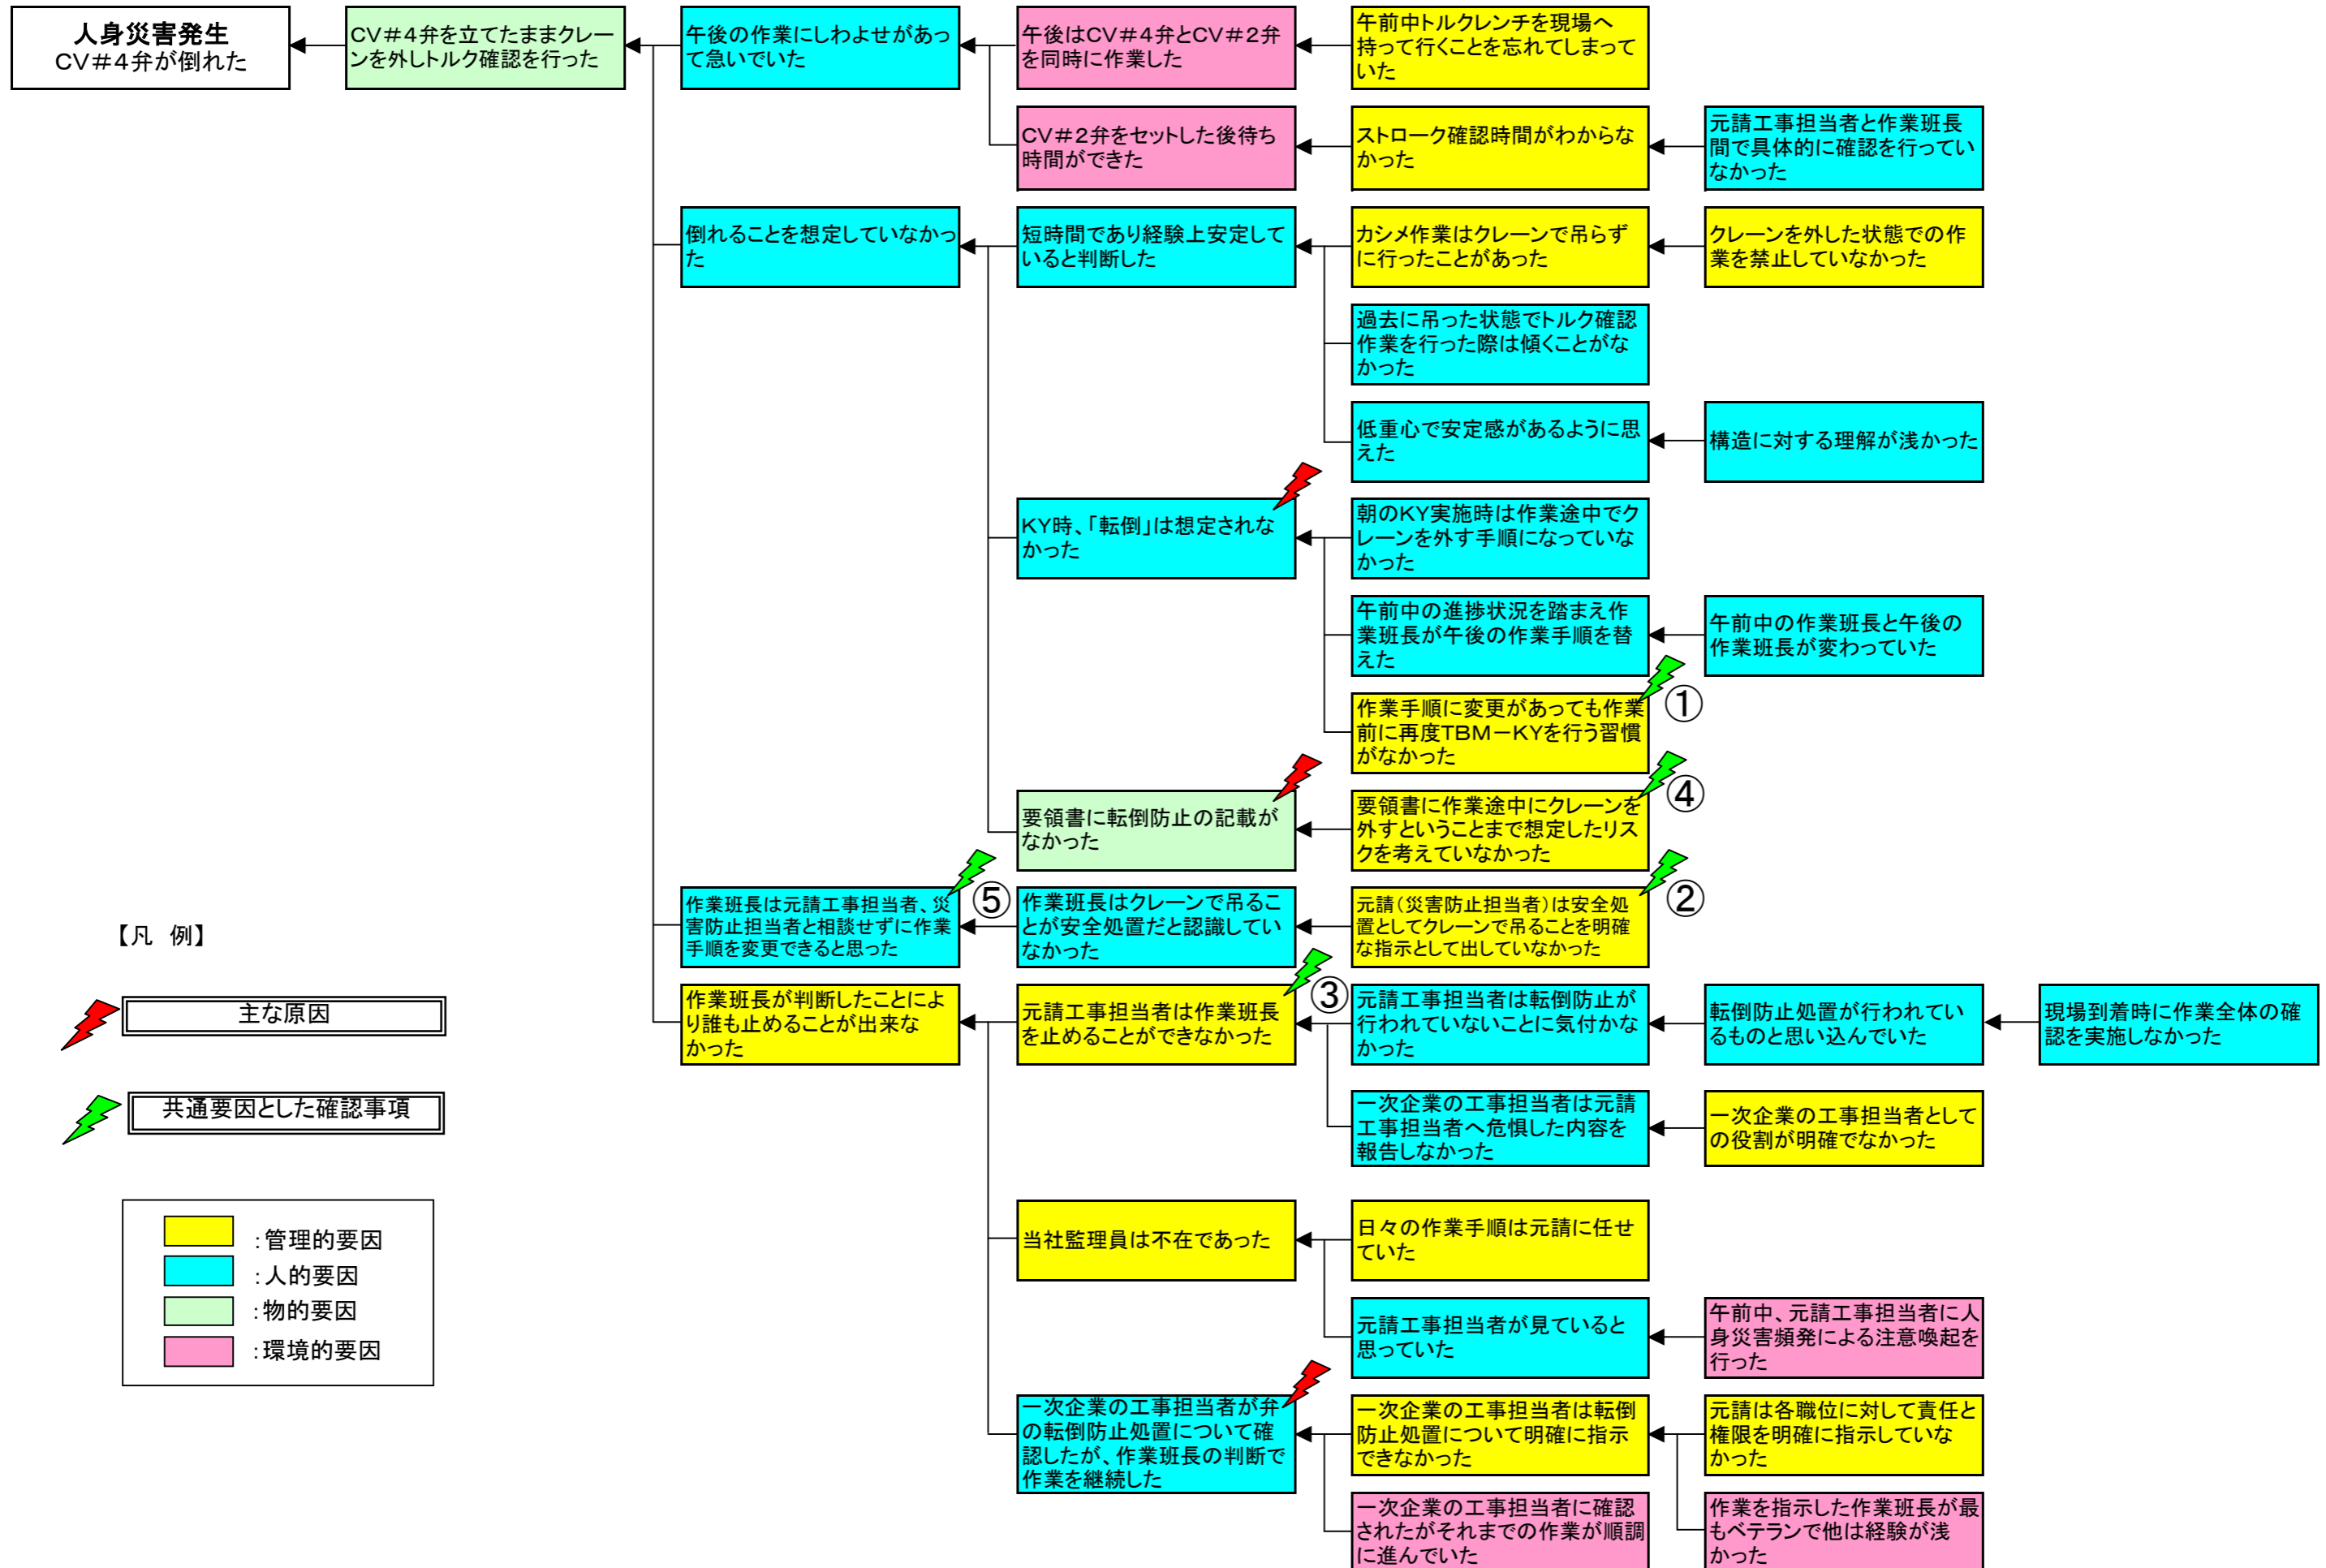 人身災害発生
CV#4弁が倒れた
CV#4弁を立てたままクレー
ンを外しトルク確認を行った
午後の作業にしわよせがあっ
て急いでいた
午後はCV#4弁とCV#2弁
を同時に作業した
午前中トルクレンチを現場へ
持って行くことを忘れてしまって
いた
CV#2弁をセットした後待ち
時間ができた
ストローク確認時間がわからな
かった
元請工事担当者と作業班長
間で具体的に確認を行ってい
なかった
倒れることを想定していなかっ
た
短時間であり経験上安定して
いると判断した
カシメ作業はクレーンで吊らず
に行ったことがあった
クレーンを外した状態での作
業を禁止していなかった
過去に吊った状態でトルク確認
作業を行った際は傾くことがな
かった
低重心で安定感があるように思
えた
構造に対する理解が浅かった
KY時、「転倒」は想定されな
かった
朝のKY実施時は作業途中でク
レーンを外す手順になっていな
かった
午前中の進捗状況を踏まえ作
業班長が午後の作業手順を替
えた
午前中の作業班長と午後の
作業班長が変わっていた
①
作業手順に変更があっても作業
前に再度TBM-KYを行う習慣
がなかった
要領書に転倒防止の記載が
なかった
④
要領書に作業途中にクレーンを
外すということまで想定したリス
クを考えていなかった
⑤
作業班長は元請工事担当者、災
害防止担当者と相談せずに作業
手順を変更できると思った
作業班長はクレーンで吊るこ
とが安全処置だと認識してい
なかった
②
元請(災害防止担当者)は安全処
置としてクレーンで吊ることを明確
な指示として出していなかった
作業班長が判断したことによ
り誰も止めることが出来な
かった
③
元請工事担当者は作業班長
を止めることができなかった
元請工事担当者は転倒防止が
行われていないことに気付かな
かった
転倒防止処置が行われてい
るものと思い込んでいた
現場到着時に作業全体の確
認を実施しなかった
一次企業の工事担当者は元請
工事担当者へ危惧した内容を
報告しなかった
一次企業の工事担当者として
の役割が明確でなかった
当社監理員は不在であった
日々の作業手順は元請に任せ
ていた
元請工事担当者が見ていると
思っていた
午前中、元請工事担当者に人
身災害頻発による注意喚起を
行った
一次企業の工事担当者が弁
の転倒防止処置について確
認したが、作業班長の判断で
作業を継続した
一次企業の工事担当者は転倒
防止処置について明確に指示
できなかった
元請は各職位に対して責任と
権限を明確に指示していな
かった
一次企業の工事担当者に確認
されたがそれまでの作業が順調
に進んでいた
作業を指示した作業班長が最
もベテランで他は経験が浅
かった
【凡 例】
主な原因
共通要因とした確認事項
:管理的要因
:人的要因
:物的要因
:環境的要因